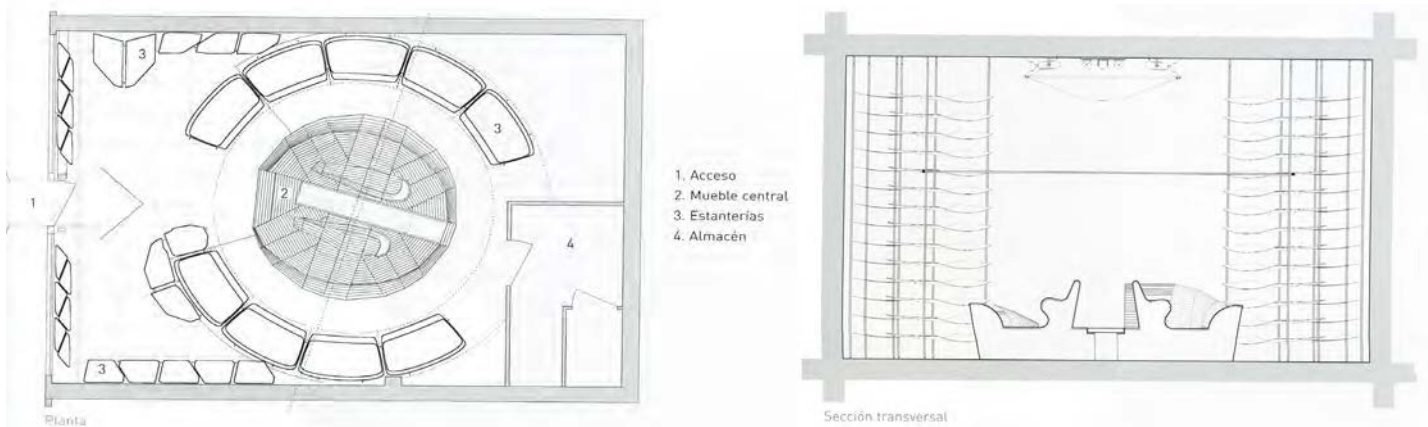 3
3
1
2
3
4
1. Acceso
2. Mueble central
3. Estanterías
4. Almacén
Planta
Sección transversal